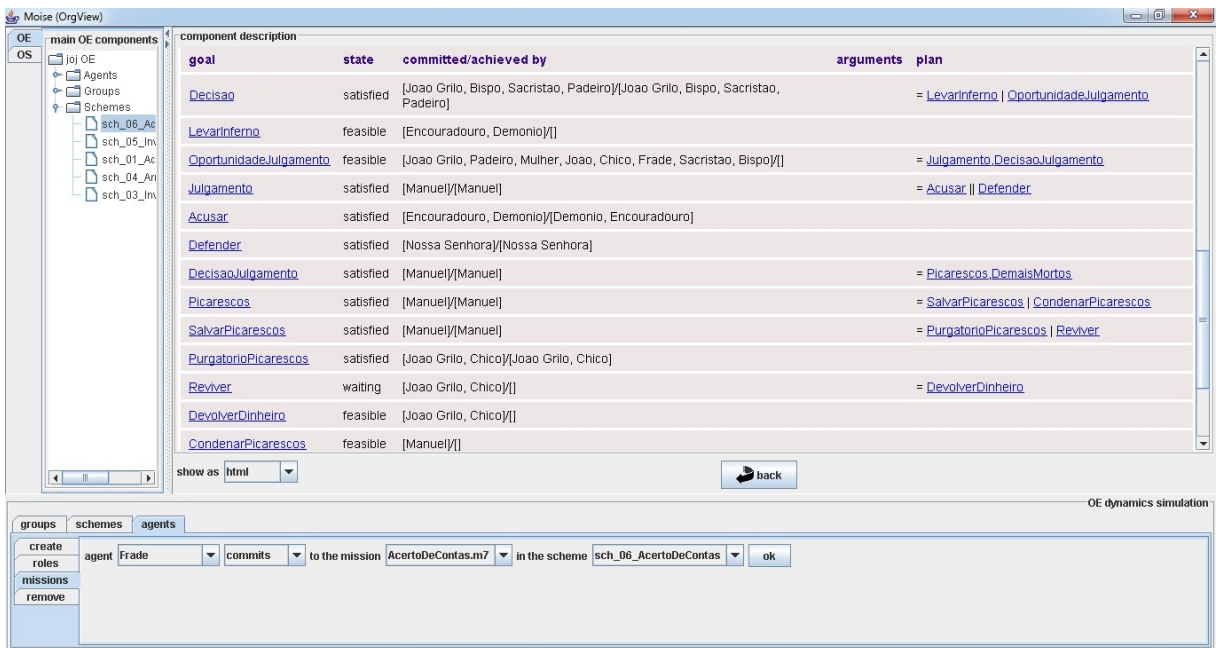 Moise (OrgView)
OE
OS
main OE components
joj OE
Agents
Groups
Schemes
sch_06_Ac
sch_05_Inv
sch_01_Ac
sch_04_Arr
sch_03_Inv
component description
goal state committed/achieved by arguments plan
Decisao satisfied [Joao Grilo, Bispo, Sacristao, Padeiro]/[Joao Grilo, Bispo, Sacristao, Padeiro] = LevarInferno | OportunidadeJulgamento
LevarInferno feasible [Encouradouro, Demonio]/[]
OportunidadeJulgamento feasible [Joao Grilo, Padeiro, Mulher, Joao, Chico, Frade, Sacristao, Bispo]/[] = Julgamento,DecisaoJulgamento
Julgamento satisfied [Manuel]/[Manuel] = Acusar || Defender
Acusar satisfied [Encouradouro, Demonio]/[Demonio, Encouradouro]
Defender satisfied [Nossa Senhora]/[Nossa Senhora]
DecisaoJulgamento satisfied [Manuel]/[Manuel] = Picarescos,DemaisMortos
Picarescos satisfied [Manuel]/[Manuel] = SalvarPicarescos | CondenarPicarescos
SalvarPicarescos satisfied [Manuel]/[Manuel] = PurgatorioPicarescos | Reviver
PurgatorioPicarescos satisfied [Joao Grilo, Chico]/[Joao Grilo, Chico]
Reviver waiting [Joao Grilo, Chico]/[] = DevolverDinheiro
DevolverDinheiro feasible [Joao Grilo, Chico]/[]
CondenarPicarescos feasible [Manuel]/[]
show as html back
OE dynamics simulation
groups schemes agents
create
roles
missions
remove
agent Frade commits to the mission AcertoDeContas.m7 in the scheme sch_06_AcertoDeContas ok